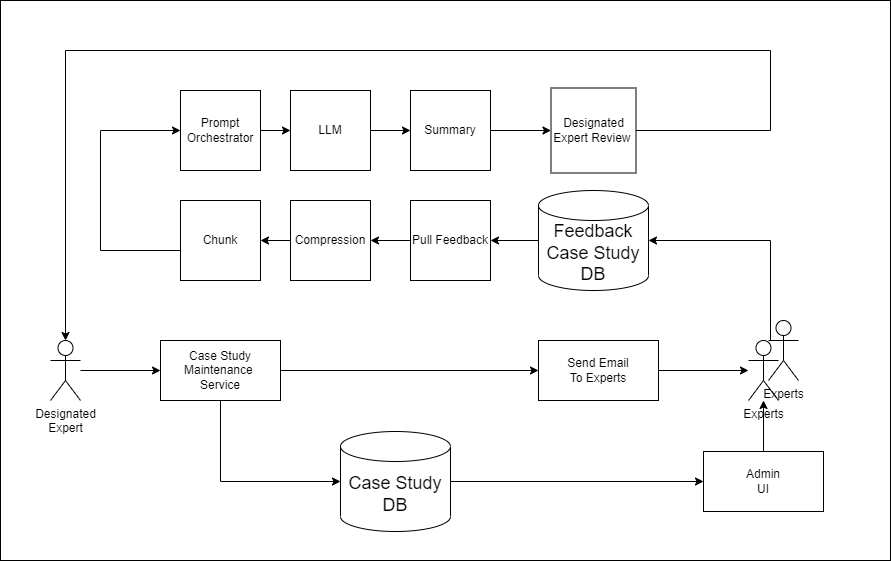 Prompt
Orchestrator
LLM
Summary
Designated
Expert Review
Chunk
Compression
Pull Feedback
Feedback
Case Study
DB
Designated
Expert
Case Study
Maintenance
Service
Send Email
To Experts
Experts
Experts
Case Study
DB
Admin
UI